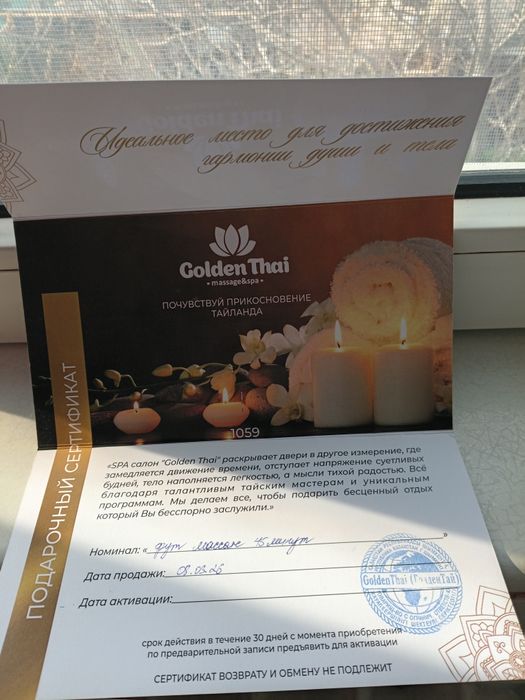 Идеальное место для достижения
гармонии души и тела
Golden Thai
• massage&spa •
ПОЧУВСТВУЙ ПРИКОСНОВЕНИЕ
ТАЙЛАНДА
ПОДАРОЧНЫЙ СЕРТИФИКАТ
1059
«SPA салон "Golden Thai" раскрывает двери в другое измерение, где
замедляется движение времени, отступает напряжение суетливых
будней, тело наполняется легкостью, а мысли тихой радостью. Всё
благодаря талантливым тайским мастерам и уникальным
программам. Мы делаем все, чтобы подарить бесценный отдых
который Вы бесспорно заслужили.»
Номинал: « фут массаж 45 минут »
Дата продажи: 08.03.26
Дата активации:
GoldenThai (ГолденТай)
срок действия в течение 30 дней с момента приобретения
по предварительной записи предъявить для активации
СЕРТИФИКАТ ВОЗВРАТУ И ОБМЕНУ НЕ ПОДЛЕЖИТ